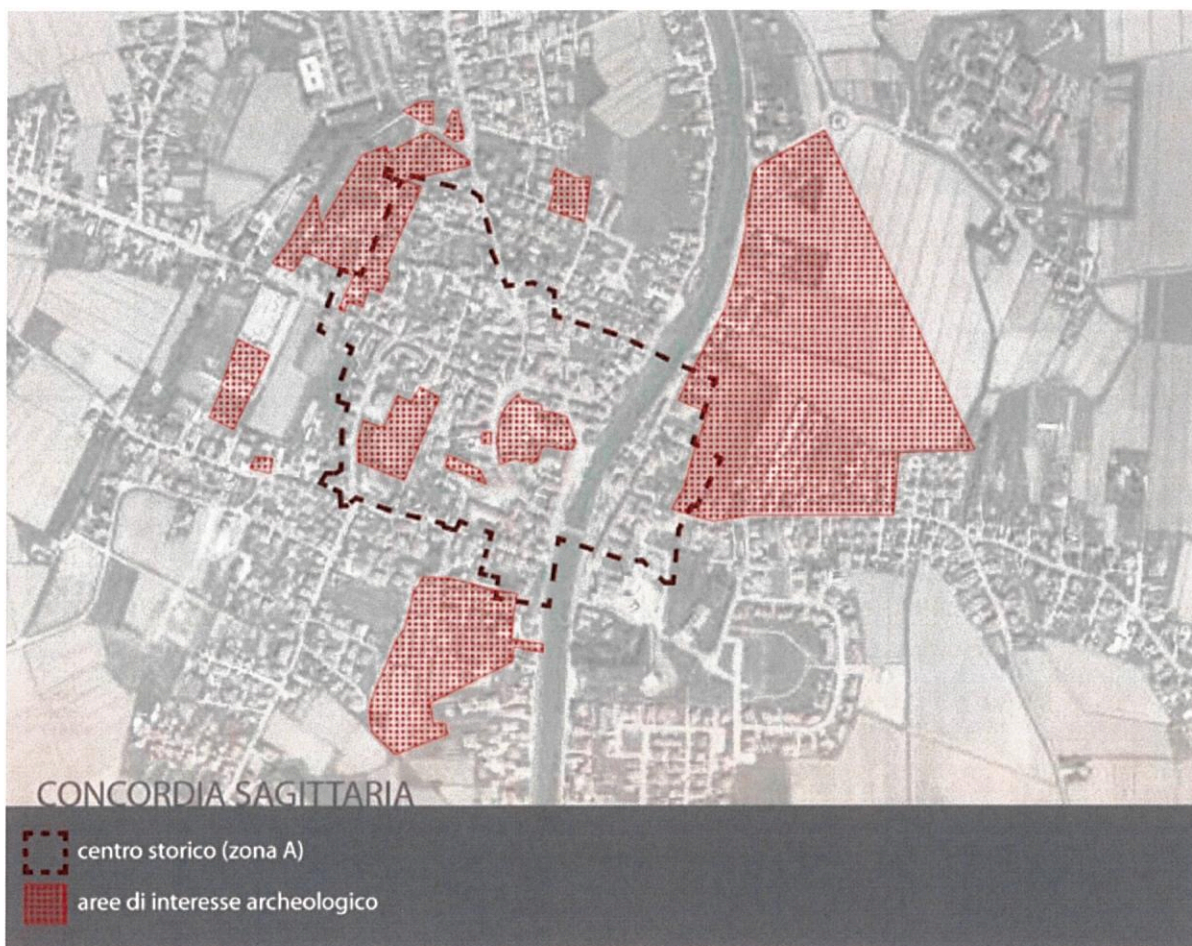 CONCORDIA SAGITTARIA
centro storico (zona A)
aree di interesse archeologico